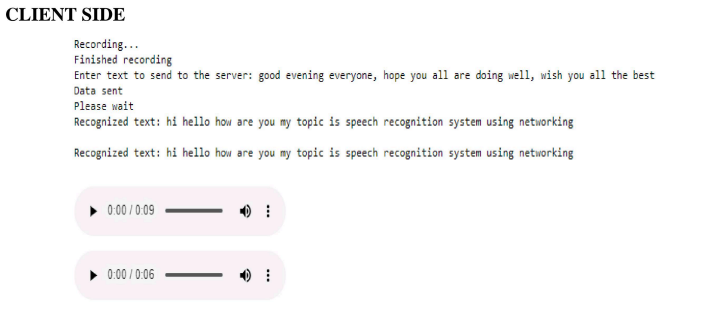 CLIENT SIDE
Recording...
Finished recording
Enter text to send to the server: good evening everyone, hope you all are doing well, wish you all the best
Data sent
Please wait
Recognized text: hi hello how are you my topic is speech recognition system using networking
Recognized text: hi hello how are you my topic is speech recognition system using networking
0:00 / 0:09
0:00 / 0:06